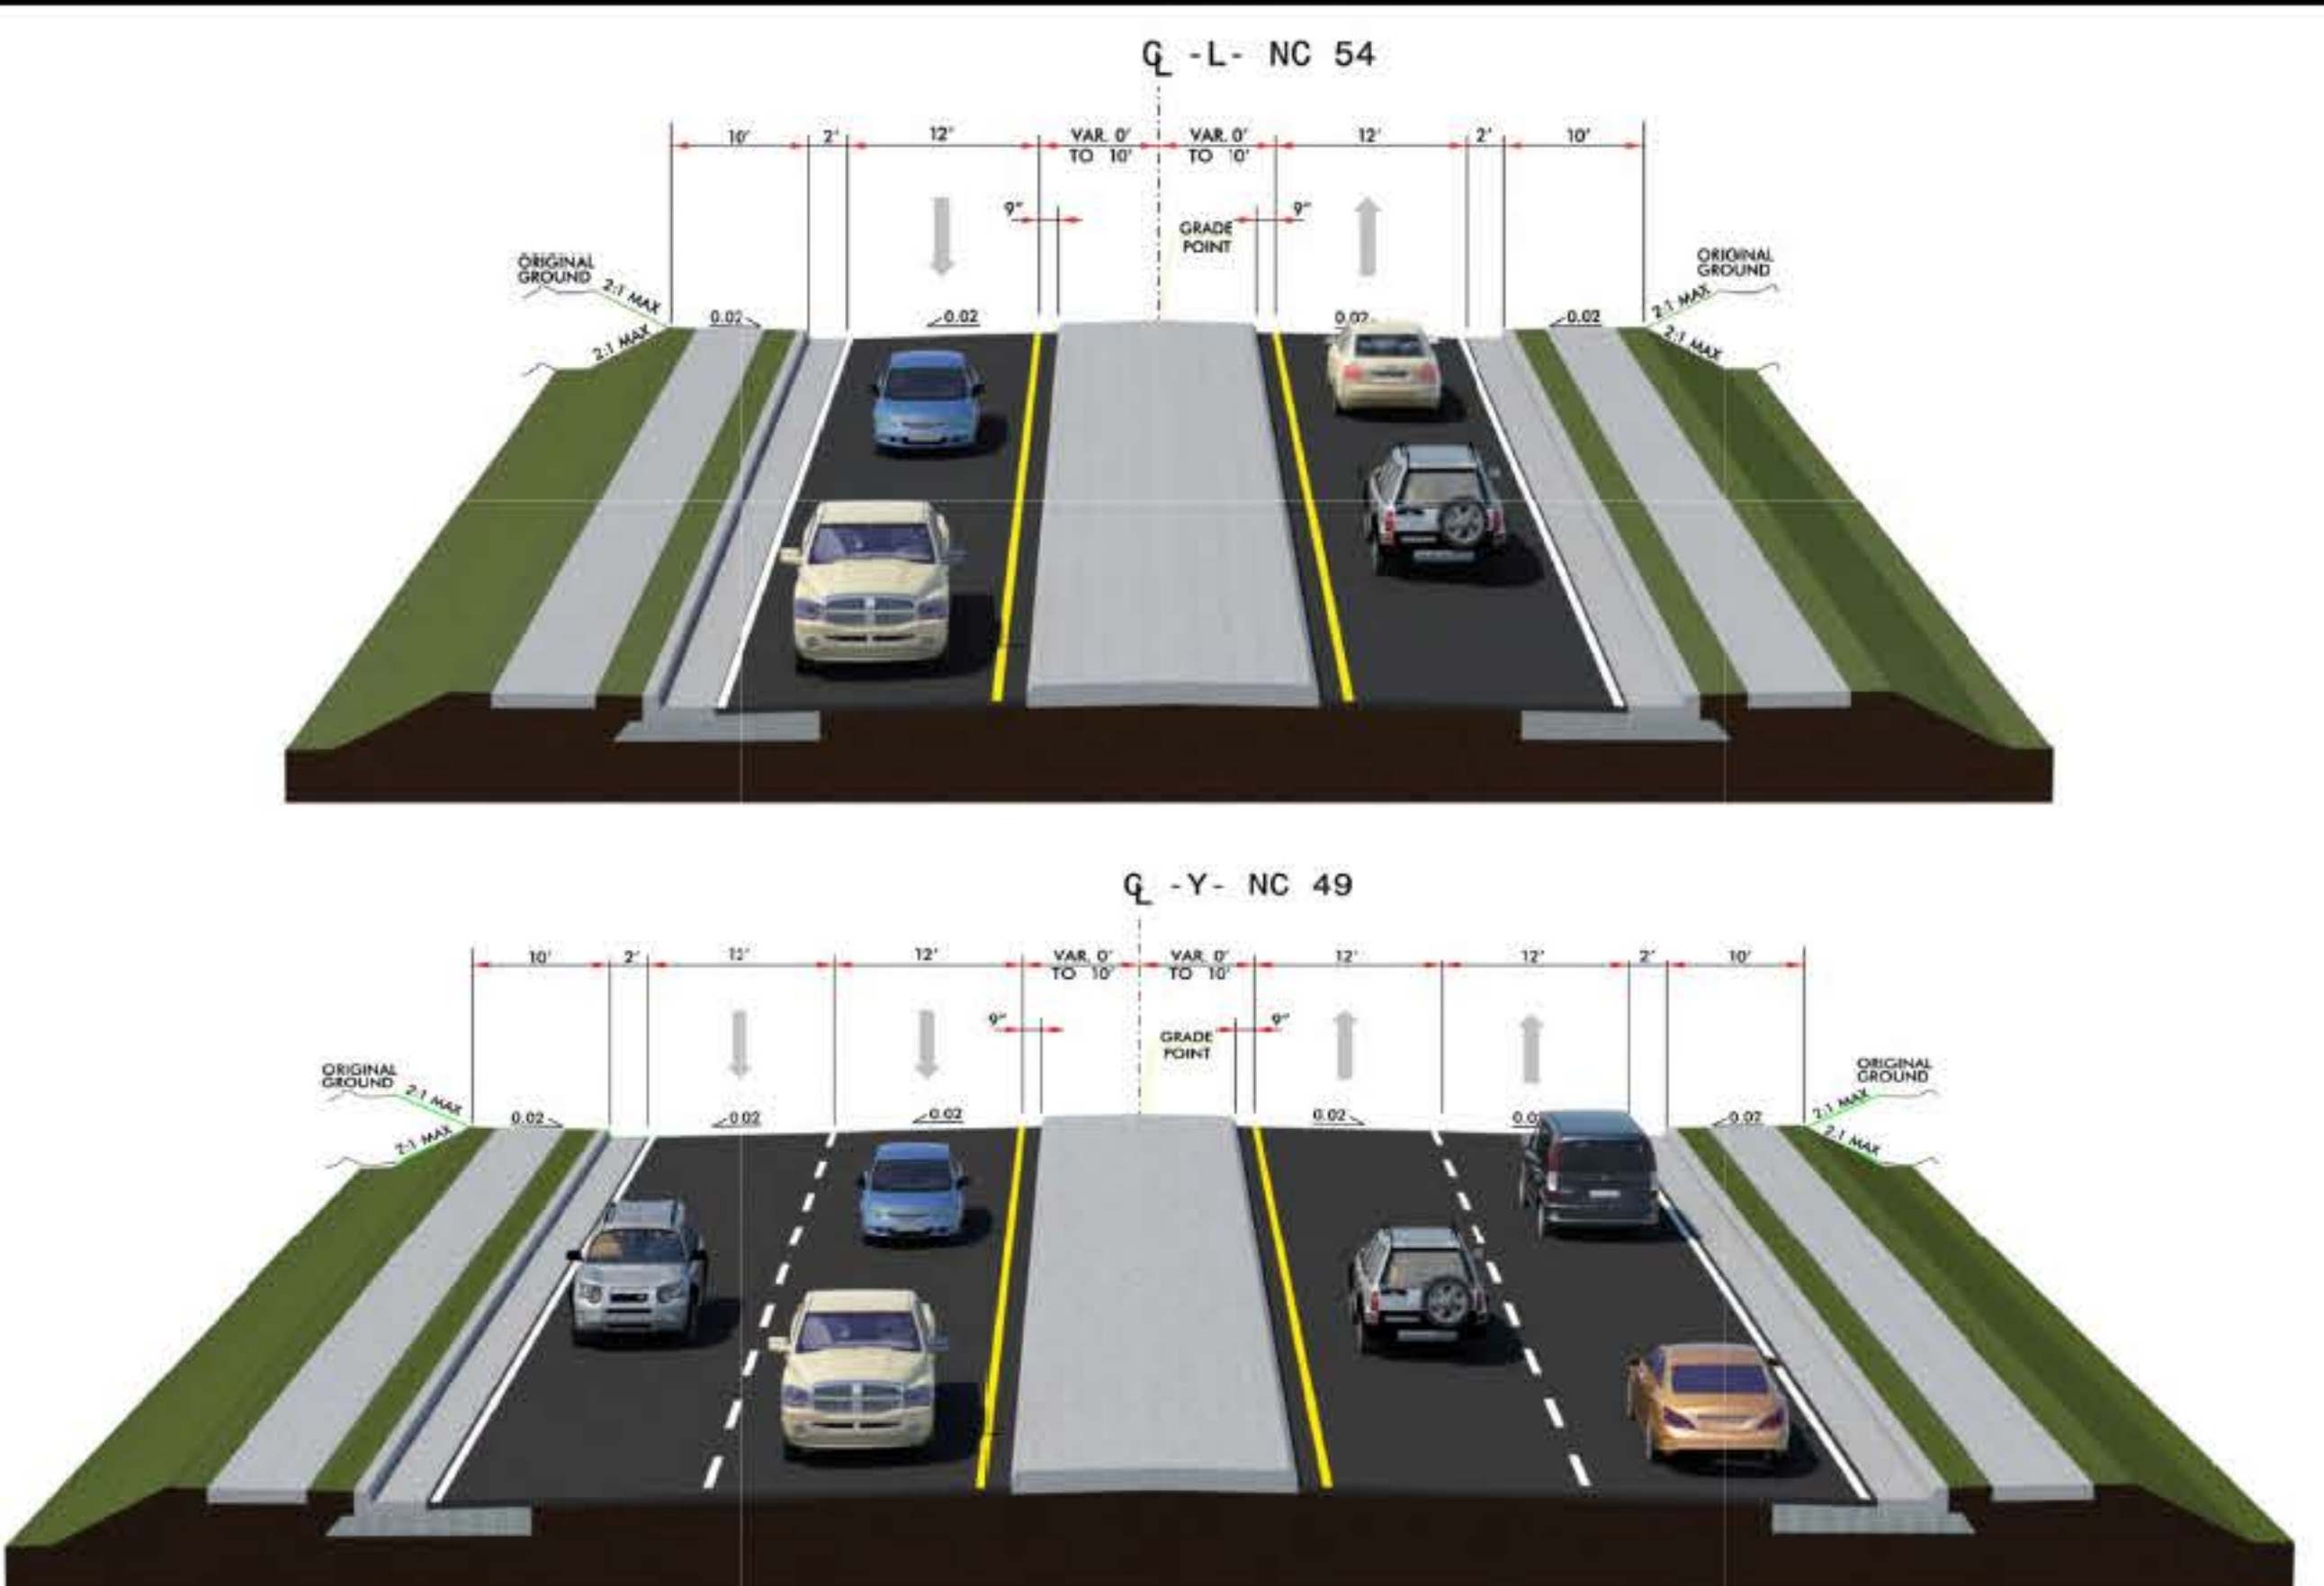 ℄ -L- NC 54
10' 2' 12' VAR. 0' VAR. 0' 12' 2' 10'
TO 10' TO 10'
9" 9"
GRADE
POINT
ORIGINAL
GROUND
ORIGINAL
GROUND
2:1 MAX 2:1 MAX
0.02 0.02 0.02 0.02
2:1 MAX 2:1 MAX
℄ -Y- NC 49
10' 2' 12' 12' VAR. 0' VAR. 0' 12' 12' 2' 10'
TO 10' TO 10'
9" 9"
GRADE
POINT
ORIGINAL
GROUND
ORIGINAL
GROUND
2:1 MAX 2:1 MAX
0.02 0.02 0.02 0.02 0.02
2:1 MAX 2:1 MAX